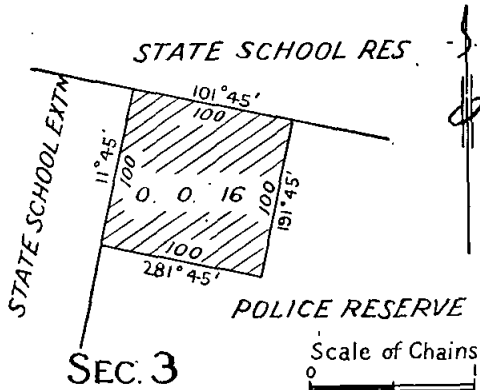 STATE SCHOOL RES
101°45'
100
STATE SCHOOL EXTN
11°45'
100
0. 0. 16
100
191°45'
100
281°45'
POLICE RESERVE
SEC. 3
Scale of Chains
0 1